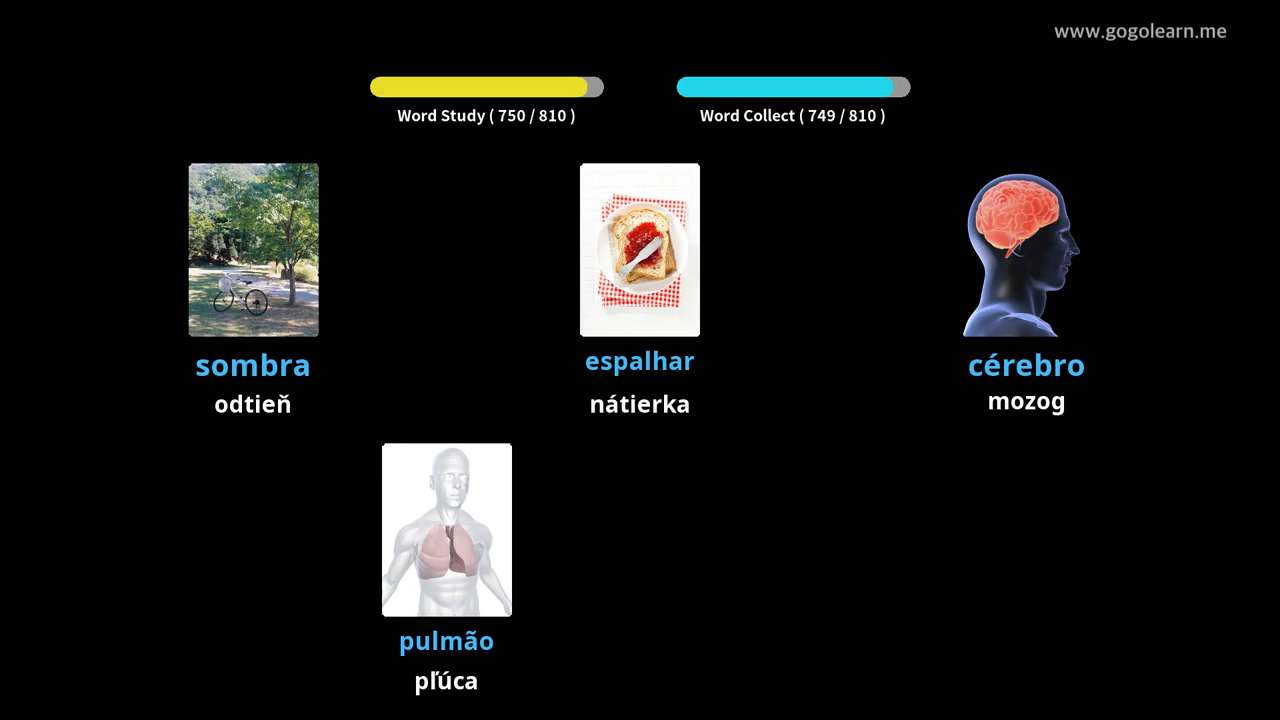 www.gogolearn.me
Word Study ( 750 / 810 )
Word Collect ( 749 / 810 )
sombra
odtieň
espalhar
nátierka
cérebro
mozog
pulmão
pľúca